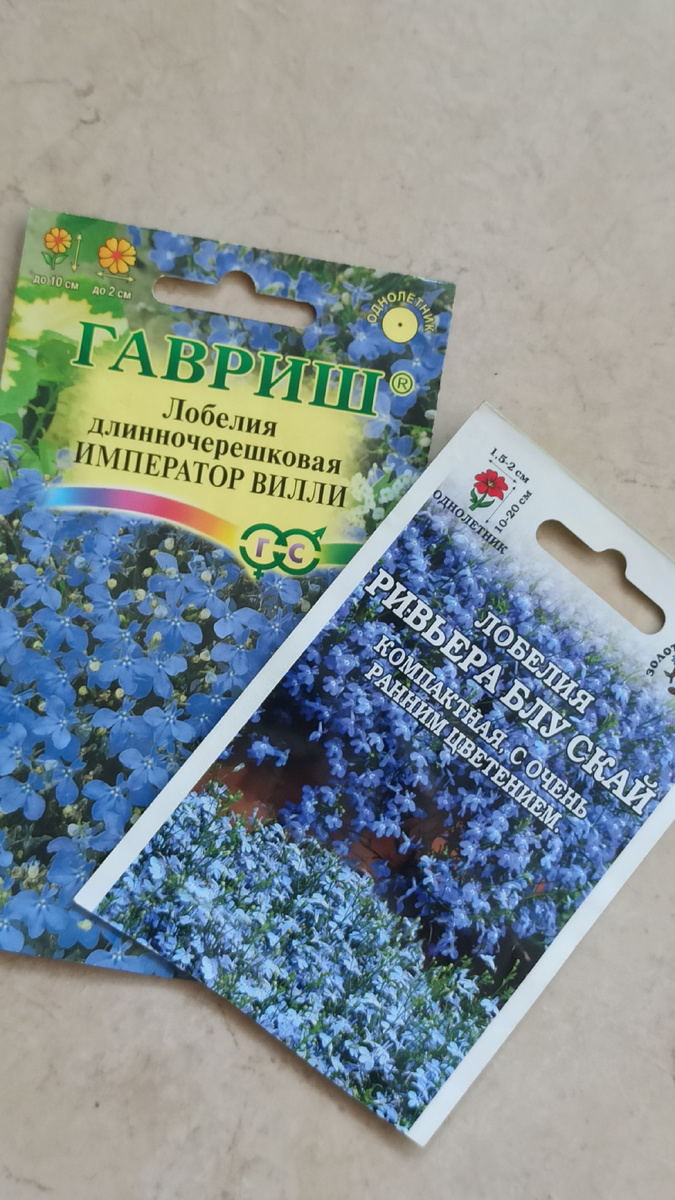 до 10 см
до 2 см
ОДНОЛЕТНИК
ГАВРИШ®
Лобелия
длинночерешковая
ИМПЕРАТОР ВИЛЛИ
г с
1,5-2 см
10-20 см
ОДНОЛЕТНИК
ЛОБЕЛИЯ
РИВЬЕРА БЛУ СКАЙ
КОМПАКТНАЯ, С ОЧЕНЬ
РАННИМ ЦВЕТЕНИЕМ.